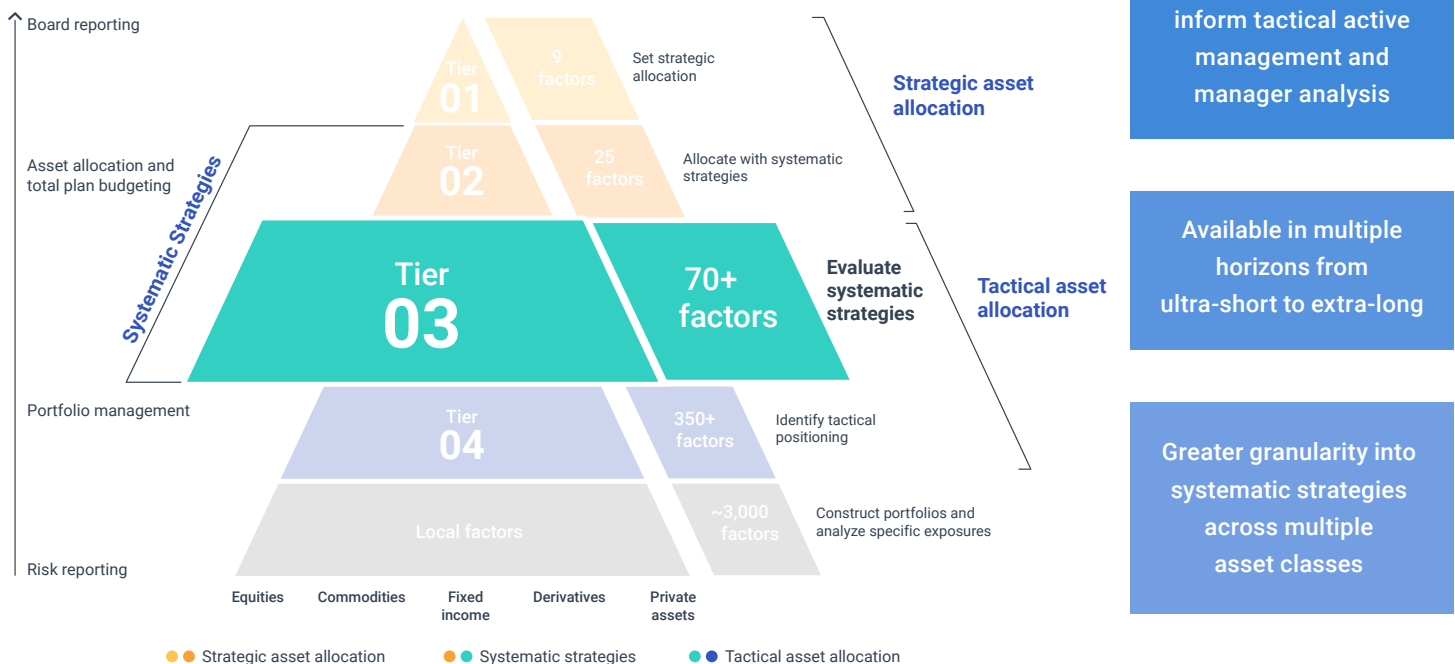 Board reporting
Asset allocation and
total plan budgeting
Portfolio management
Risk reporting
Systematic Strategies
Tier
01
9
factors
Set strategic
allocation
Tier
02
25
factors
Allocate with systematic
strategies
Tier
03
70+
factors
Evaluate
systematic
strategies
Tier
04
350+
factors
Identify tactical
positioning
Local factors
~3,000
factors
Construct portfolios and
analyze specific exposures
Strategic asset
allocation
Tactical asset
allocation
Equities
Commodities
Fixed
income
Derivatives
Private
assets
Strategic asset allocation
Systematic strategies
Tactical asset allocation
inform tactical active
management and
manager analysis
Available in multiple
horizons from
ultra-short to extra-long
Greater granularity into
systematic strategies
across multiple
asset classes